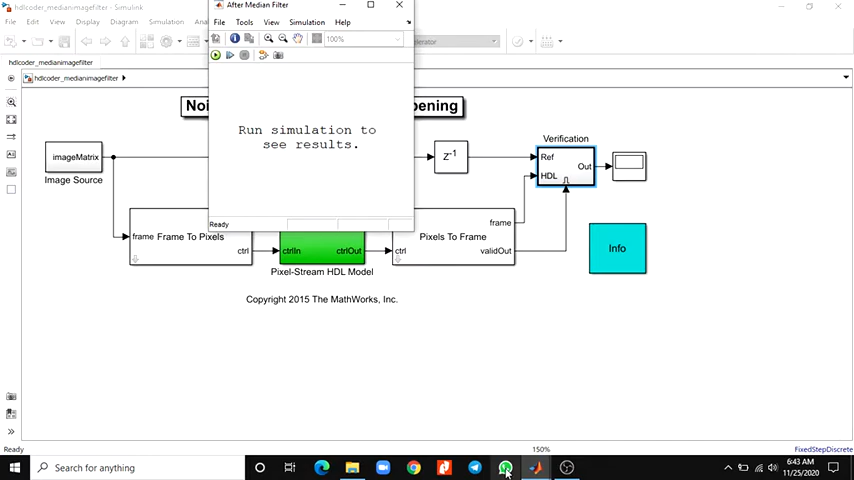 hdlcoder_medianimagefilter - Simulink
After Median Filter
File Edit View Display Diagram
File Tools View Simulation Help
100%
hdlcoder_medianimagefilter
hdlcoder_medianimagefilter
Noi
pening
Run simulation to
see results.
Verification
imageMatrix
Image Source
Z-1
Ref
HDL
Out
Ready
frame Frame To Pixels
ctrl
ctrlIn
ctrlOut
Pixel-Stream HDL Model
ctrl
Pixels To Frame
frame
validOut
Info
Copyright 2015 The MathWorks, Inc.
Ready
150%
FixedStepDiscrete
Search for anything
6:43 AM
11/25/2020